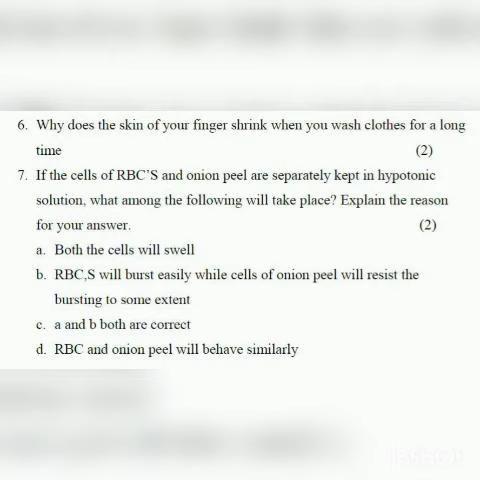 6. Why does the skin of your finger shrink when you wash clothes for a long
time (2)
7. If the cells of RBC'S and onion peel are separately kept in hypotonic
solution, what among the following will take place? Explain the reason
for your answer. (2)
a. Both the cells will swell
b. RBC,S will burst easily while cells of onion peel will resist the
bursting to some extent
c. a and b both are correct
d. RBC and onion peel will behave similarly